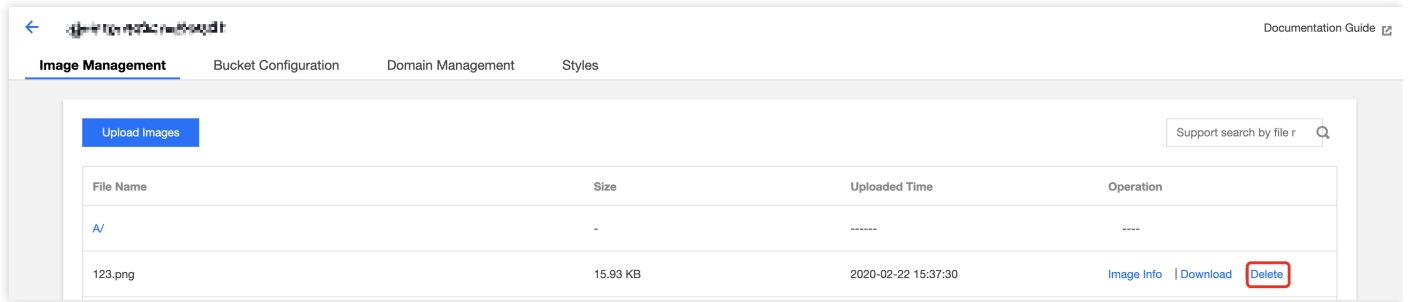 Documentation Guide
Image Management Bucket Configuration Domain Management Styles
Upload Images
Support search by file r
File Name Size Uploaded Time Operation
A/ - ------ ----
123.png 15.93 KB 2020-02-22 15:37:30 Image Info | Download Delete